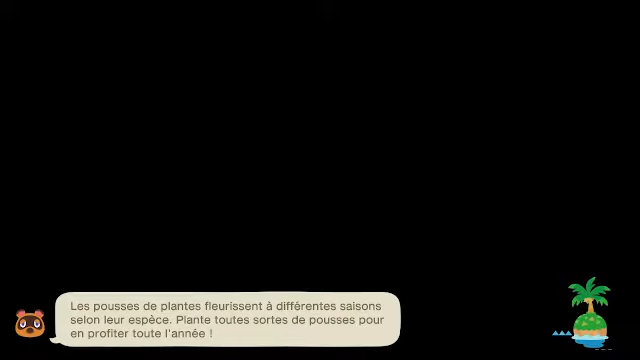 Les pousses de plantes fleurissent à différentes saisons
selon leur espèce. Plante toutes sortes de pousses pour
en profiter toute l'année !